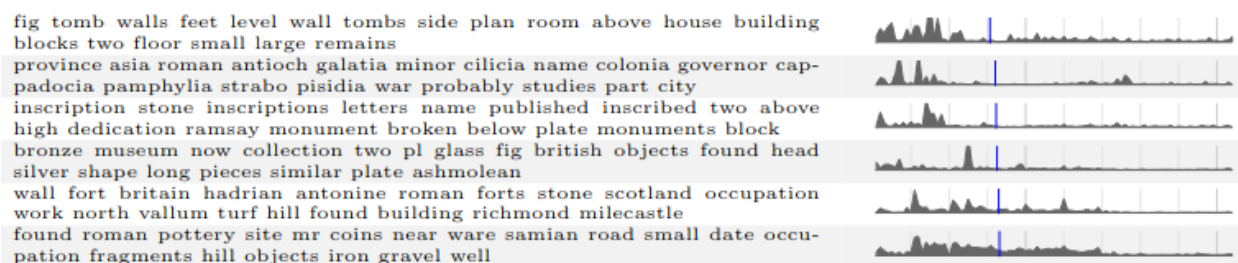 fig tomb walls feet level wall tombs side plan room above house building
blocks two floor small large remains
province asia roman antioch galatia minor cilicia name colonia governor cap-
padocia pamphylia strabo pisidia war probably studies part city
inscription stone inscriptions letters name published inscribed two above
high dedication ramsay monument broken below plate monuments block
bronze museum now collection two pl glass fig british objects found head
silver shape long pieces similar plate ashmolean
wall fort britain hadrian antonine roman forts stone scotland occupation
work north vallum turf hill found building richmond milecastle
found roman pottery site mr coins near ware samian road small date occu-
pation fragments hill objects iron gravel well